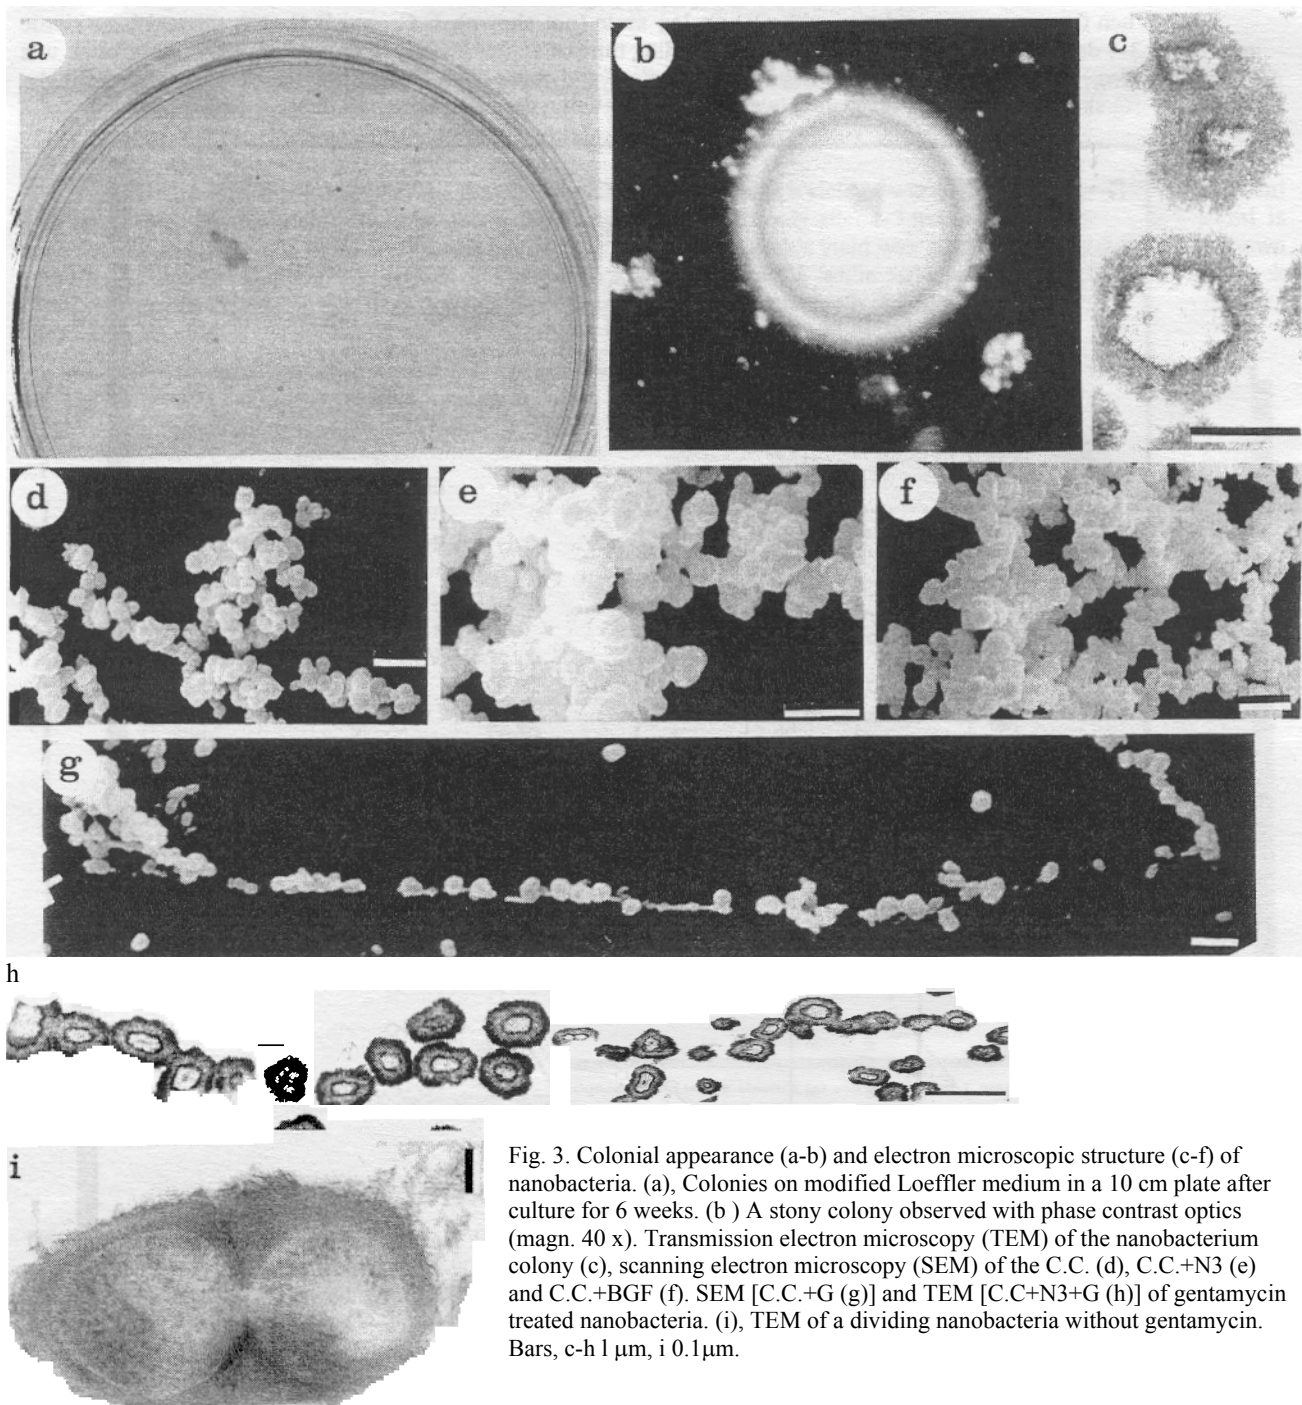 a
b
c
d
e
f
g
h
i
Fig. 3. Colonial appearance (a-b) and electron microscopic structure (c-f) of
nanobacteria. (a), Colonies on modified Loeffler medium in a 10 cm plate after
culture for 6 weeks. (b ) A stony colony observed with phase contrast optics
(magn. 40 x). Transmission electron microscopy (TEM) of the nanobacterium
colony (c), scanning electron microscopy (SEM) of the C.C. (d), C.C.+N3 (e)
and C.C.+BGF (f). SEM [C.C.+G (g)] and TEM [C.C+N3+G (h)] of gentamycin
treated nanobacteria. (i), TEM of a dividing nanobacteria without gentamycin.
Bars, c-h l μm, i 0.1μm.